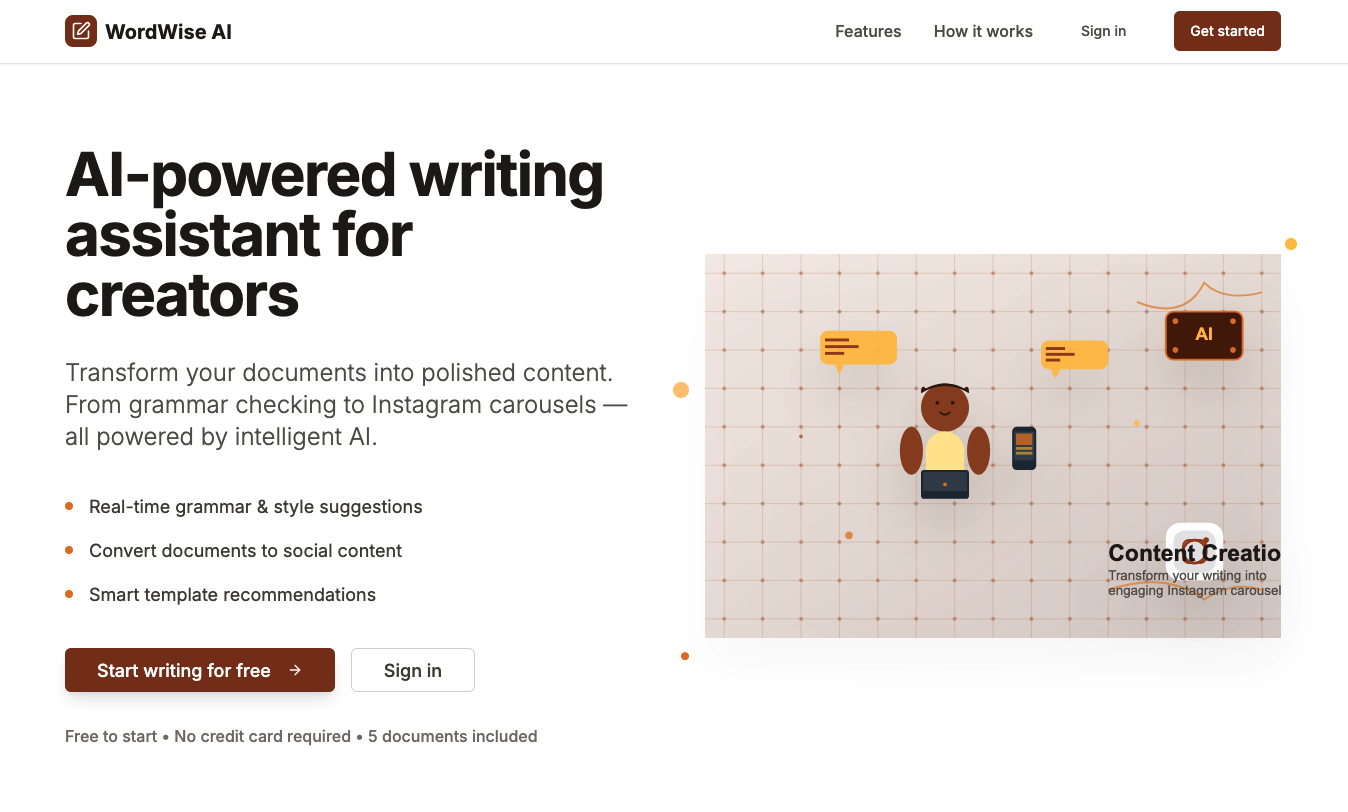 WordWise AI
Features
How it works
Sign in
Get started
AI-powered writing
assistant for
creators
Transform your documents into polished content.
From grammar checking to Instagram carousels —
all powered by intelligent AI.
Real-time grammar & style suggestions
Convert documents to social content
Smart template recommendations
Start writing for free →
Sign in
Free to start • No credit card required • 5 documents included
AI
Content Creatio
Transform your writing into
engaging Instagram carousel